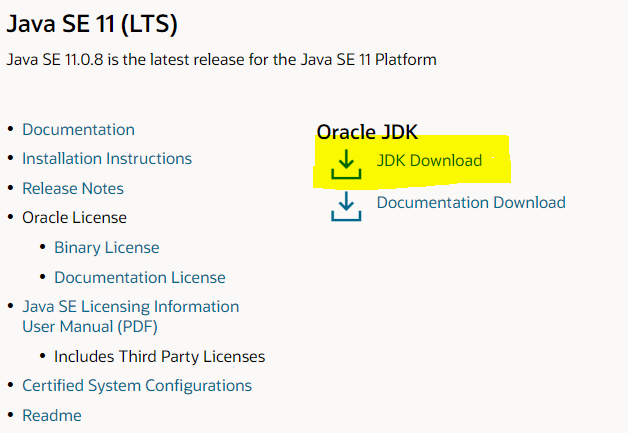 Java SE 11 (LTS)
Java SE 11.0.8 is the latest release for the Java SE 11 Platform
Documentation
Installation Instructions
Release Notes
Oracle License
Binary License
Documentation License
Java SE Licensing Information
User Manual (PDF)
Includes Third Party Licenses
Certified System Configurations
Readme
Oracle JDK
JDK Download
Documentation Download